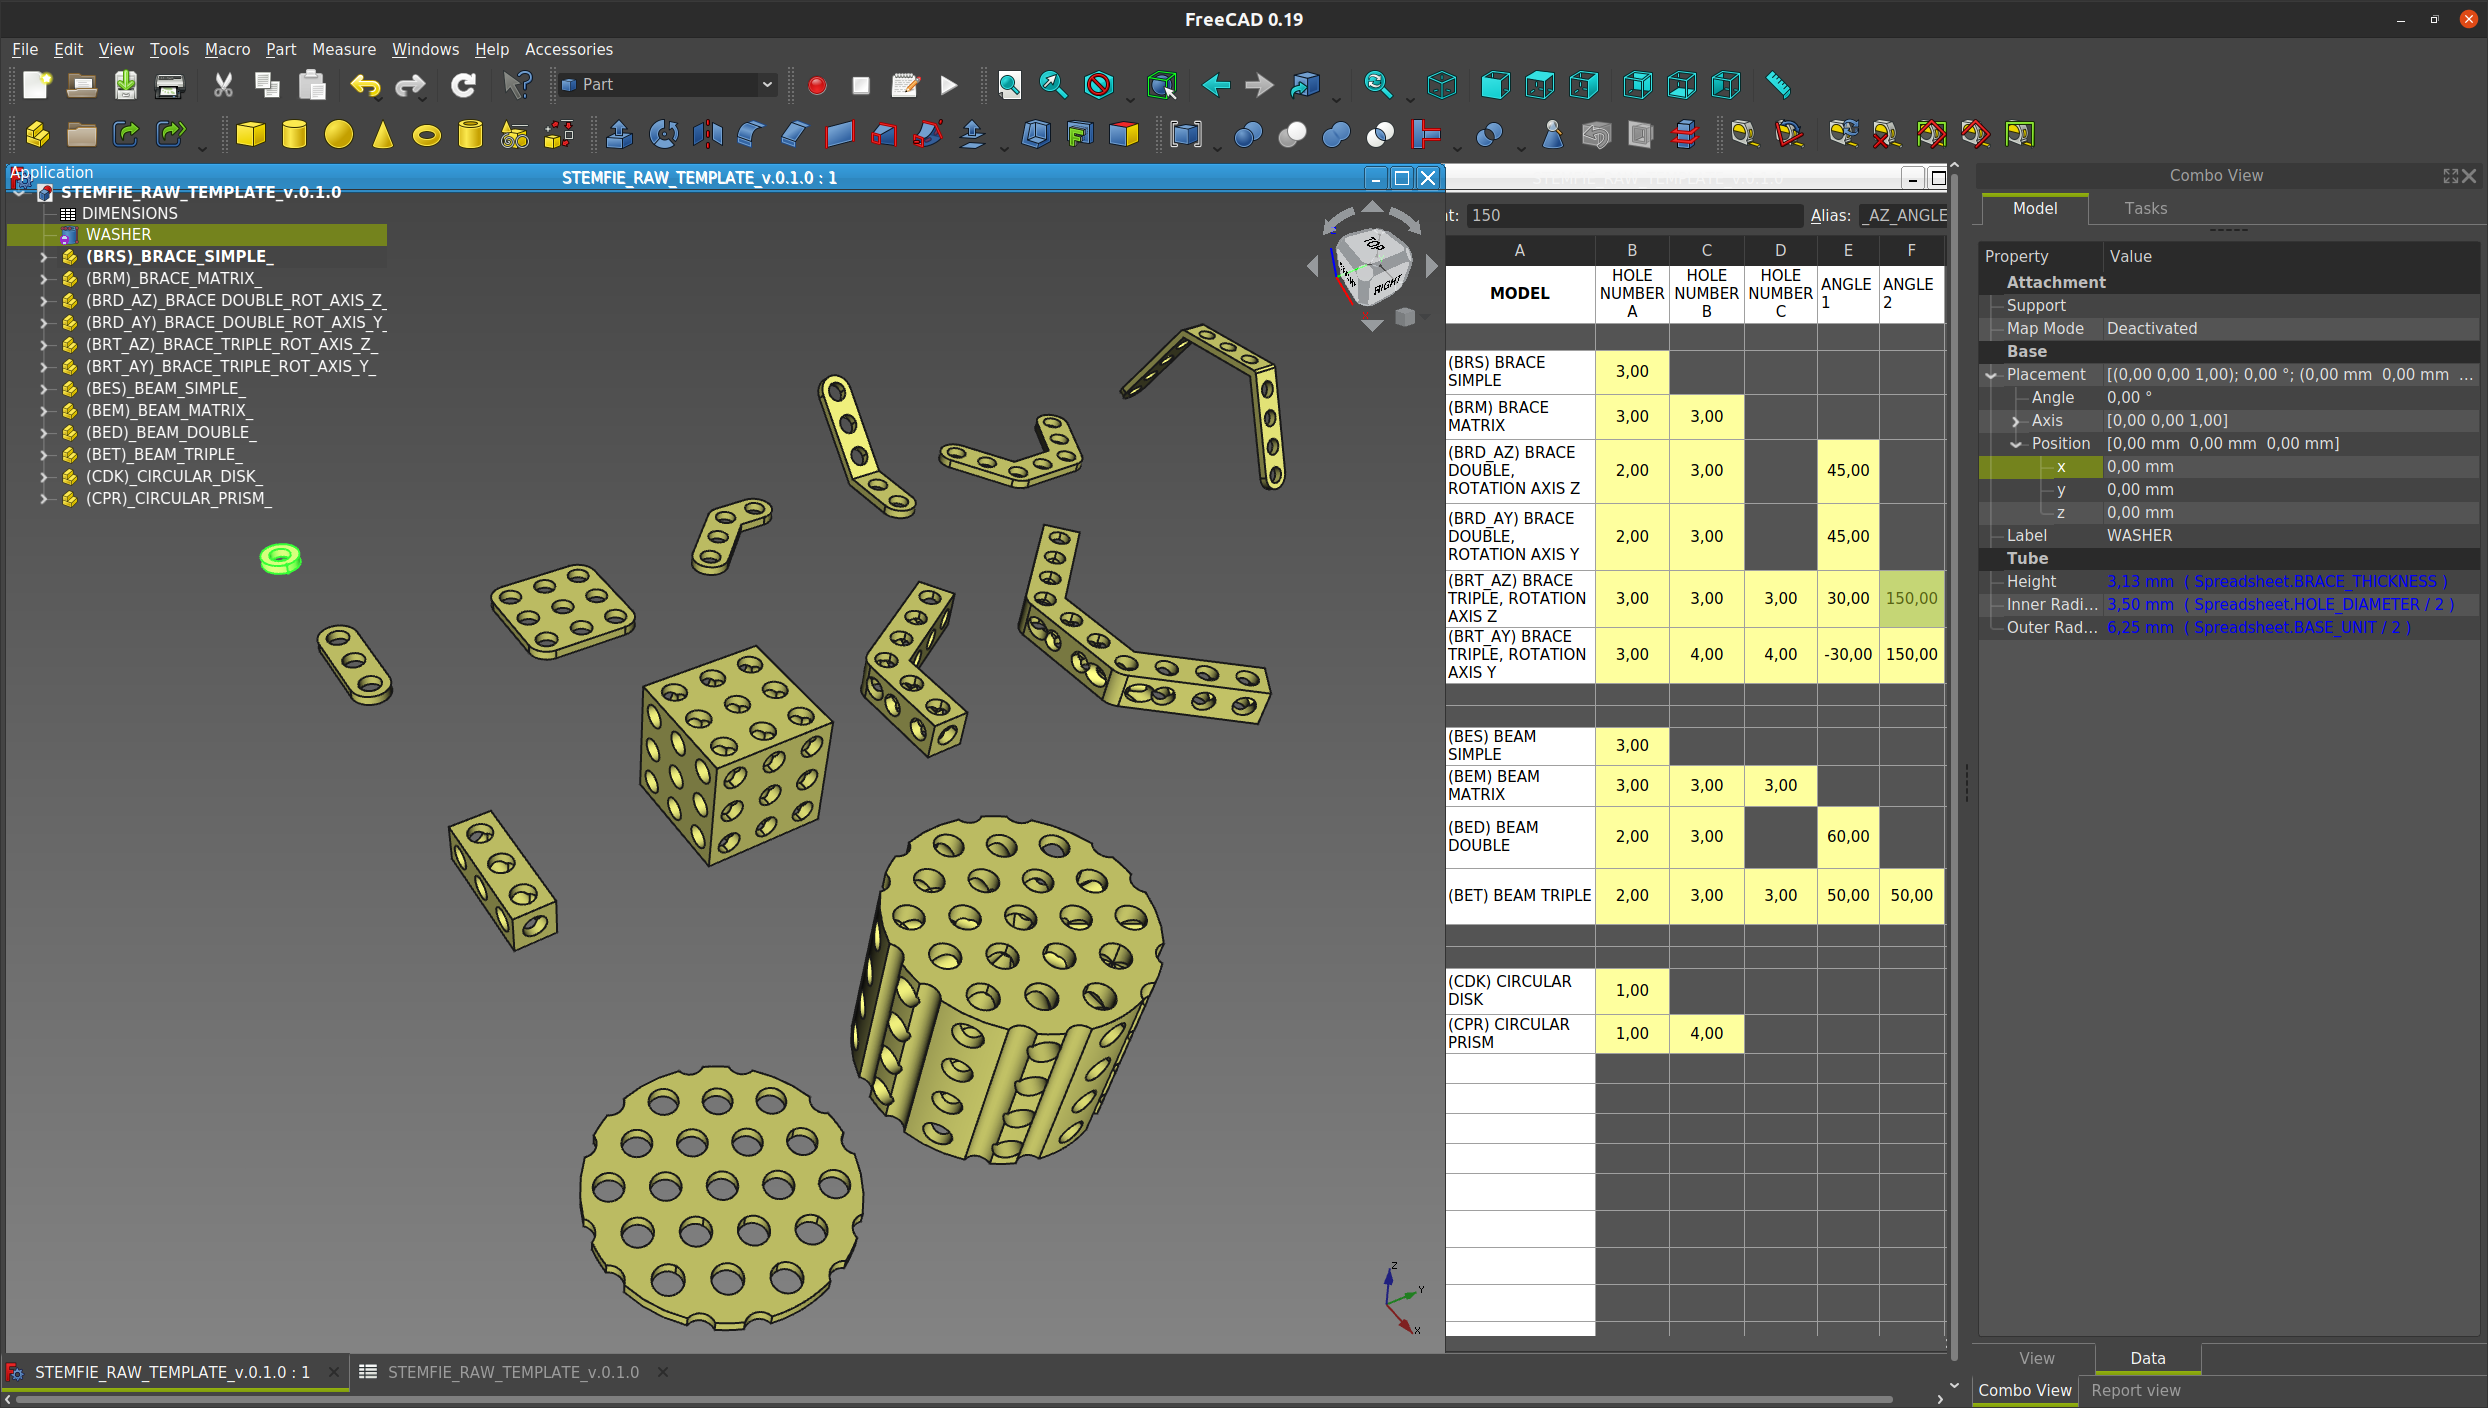 FreeCAD 0.19
File Edit View Tools Macro Part Measure Windows Help Accessories
Part
Application
STEMFIE_RAW_TEMPLATE_v.0.1.0 : 1
STEMFIE_RAW_TEMPLATE_v.0.1.0
DIMENSIONS
WASHER
(BRS)_BRACE_SIMPLE_
(BRM)_BRACE_MATRIX_
(BRD_AZ)_BRACE DOUBLE_ROT_AXIS_Z_
(BRD_AY)_BRACE_DOUBLE_ROT_AXIS_Y_
(BRT_AZ)_BRACE_TRIPLE_ROT_AXIS_Z_
(BRT_AY)_BRACE_TRIPLE_ROT_AXIS_Y_
(BES)_BEAM_SIMPLE_
(BEM)_BEAM_MATRIX_
(BED)_BEAM_DOUBLE_
(BET)_BEAM_TRIPLE_
(CDK)_CIRCULAR_DISK_
(CPR)_CIRCULAR_PRISM_
TOP
RIGHT
Z
Y
X
t: 150 Alias: _AZ_ANGLE
A B C D E F
MODEL
HOLE NUMBER A
HOLE NUMBER B
HOLE NUMBER C
ANGLE 1
ANGLE 2
(BRS) BRACE
SIMPLE
3,00
(BRM) BRACE
MATRIX
3,00 3,00
(BRD_AZ) BRACE
DOUBLE,
ROTATION AXIS Z
2,00 3,00 45,00
(BRD_AY) BRACE
DOUBLE,
ROTATION AXIS Y
2,00 3,00 45,00
(BRT_AZ) BRACE
TRIPLE, ROTATION
AXIS Z
3,00 3,00 3,00 30,00 150,00
(BRT_AY) BRACE
TRIPLE, ROTATION
AXIS Y
3,00 4,00 4,00 -30,00 150,00
(BES) BEAM
SIMPLE
3,00
(BEM) BEAM
MATRIX
3,00 3,00 3,00
(BED) BEAM
DOUBLE
2,00 3,00 60,00
(BET) BEAM TRIPLE
2,00 3,00 3,00 50,00 50,00
(CDK) CIRCULAR
DISK
1,00
(CPR) CIRCULAR
PRISM
1,00 4,00
Combo View
Model Tasks
Property Value
Attachment
Support
Map Mode Deactivated
Base
Placement [(0,00 0,00 1,00); 0,00 °; (0,00 mm 0,00 mm ...
Angle 0,00 °
Axis [0,00 0,00 1,00]
Position [0,00 mm 0,00 mm 0,00 mm]
x 0,00 mm
y 0,00 mm
z 0,00 mm
Label WASHER
Tube
Height 3,13 mm ( Spreadsheet.BRACE_THICKNESS )
Inner Radi... 3,50 mm ( Spreadsheet.HOLE_DIAMETER / 2 )
Outer Rad... 6,25 mm ( Spreadsheet.BASE_UNIT / 2 )
View Data
Combo View Report view
STEMFIE_RAW_TEMPLATE_v.0.1.0 : 1
STEMFIE_RAW_TEMPLATE_v.0.1.0